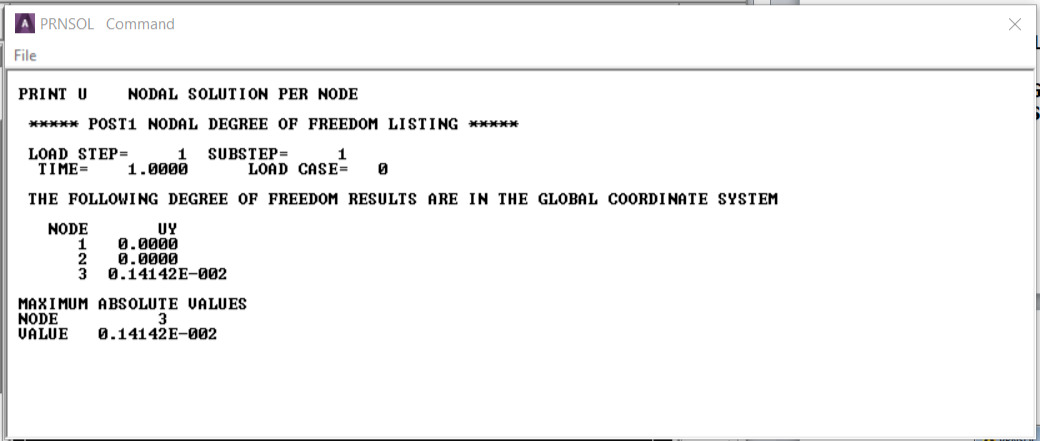 PRNSOL Command
File
PRINT U NODAL SOLUTION PER NODE
***** POST1 NODAL DEGREE OF FREEDOM LISTING *****
LOAD STEP= 1 SUBSTEP= 1
TIME= 1.0000 LOAD CASE= 0
THE FOLLOWING DEGREE OF FREEDOM RESULTS ARE IN THE GLOBAL COORDINATE SYSTEM
NODE UY
1 0.0000
2 0.0000
3 0.14142E-002
MAXIMUM ABSOLUTE VALUES
NODE 3
VALUE 0.14142E-002